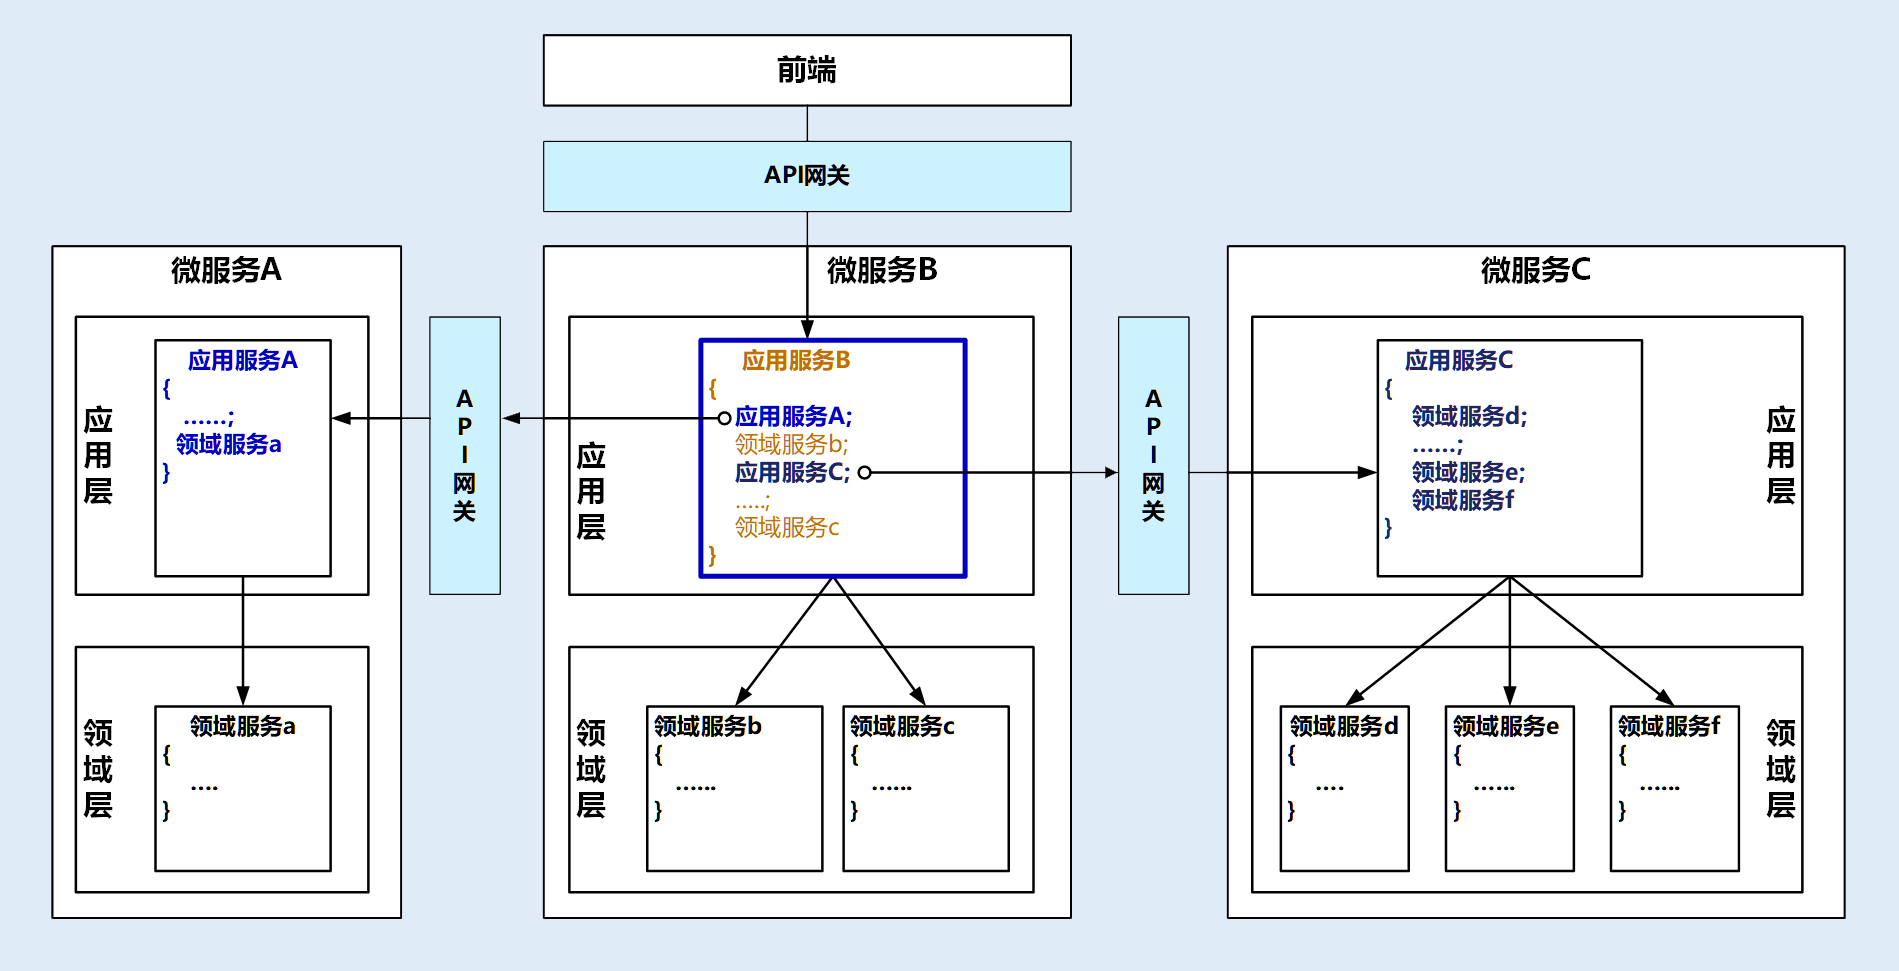 前端
API网关
微服务A
应用层
应用服务A
{
......;
领域服务a
}
领域层
领域服务a
{
....
}
API网关
微服务B
应用层
应用服务B
{
应用服务A;
领域服务b;
应用服务C;
.....;
领域服务c
}
领域层
领域服务b
{
......
}
领域服务c
{
......
}
API网关
微服务C
应用服务C
{
领域服务d;
......;
领域服务e;
领域服务f
}
应用层
领域服务d
{
....
}
领域服务e
{
......
}
领域服务f
{
......
}
领域层